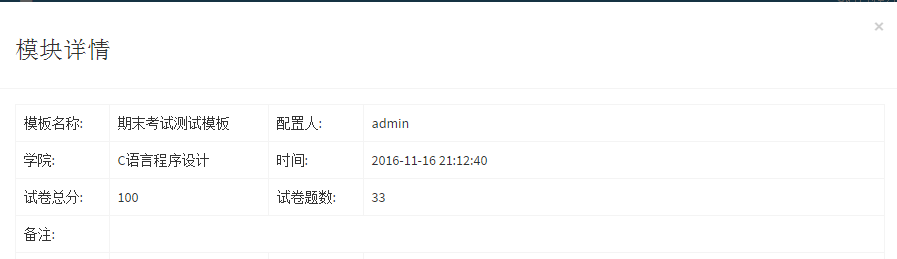 ×
模块详情
模板名称: 期末考试测试模板 配置人: admin
学院: C语言程序设计 时间: 2016-11-16 21:12:40
试卷总分: 100 试卷题数: 33
备注: